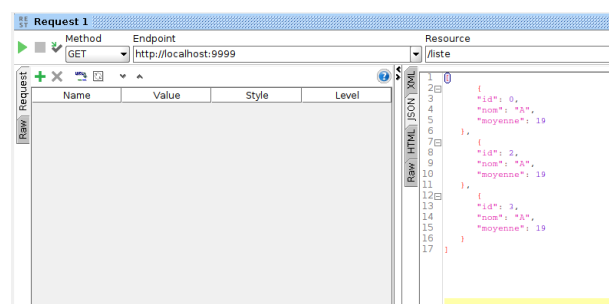 RE ST Request 1
Method Endpoint Resource
GET http://localhost:9999 /liste
Request
Raw
Name Value Style Level
XML
JSON
HTML
Raw
1 [
2 {
3 "id": 0,
4 "nom": "A",
5 "moyenne": 19
6 },
7 {
8 "id": 2,
9 "nom": "A",
10 "moyenne": 19
11 },
12 {
13 "id": 3,
14 "nom": "A",
15 "moyenne": 19
16 }
17 ]